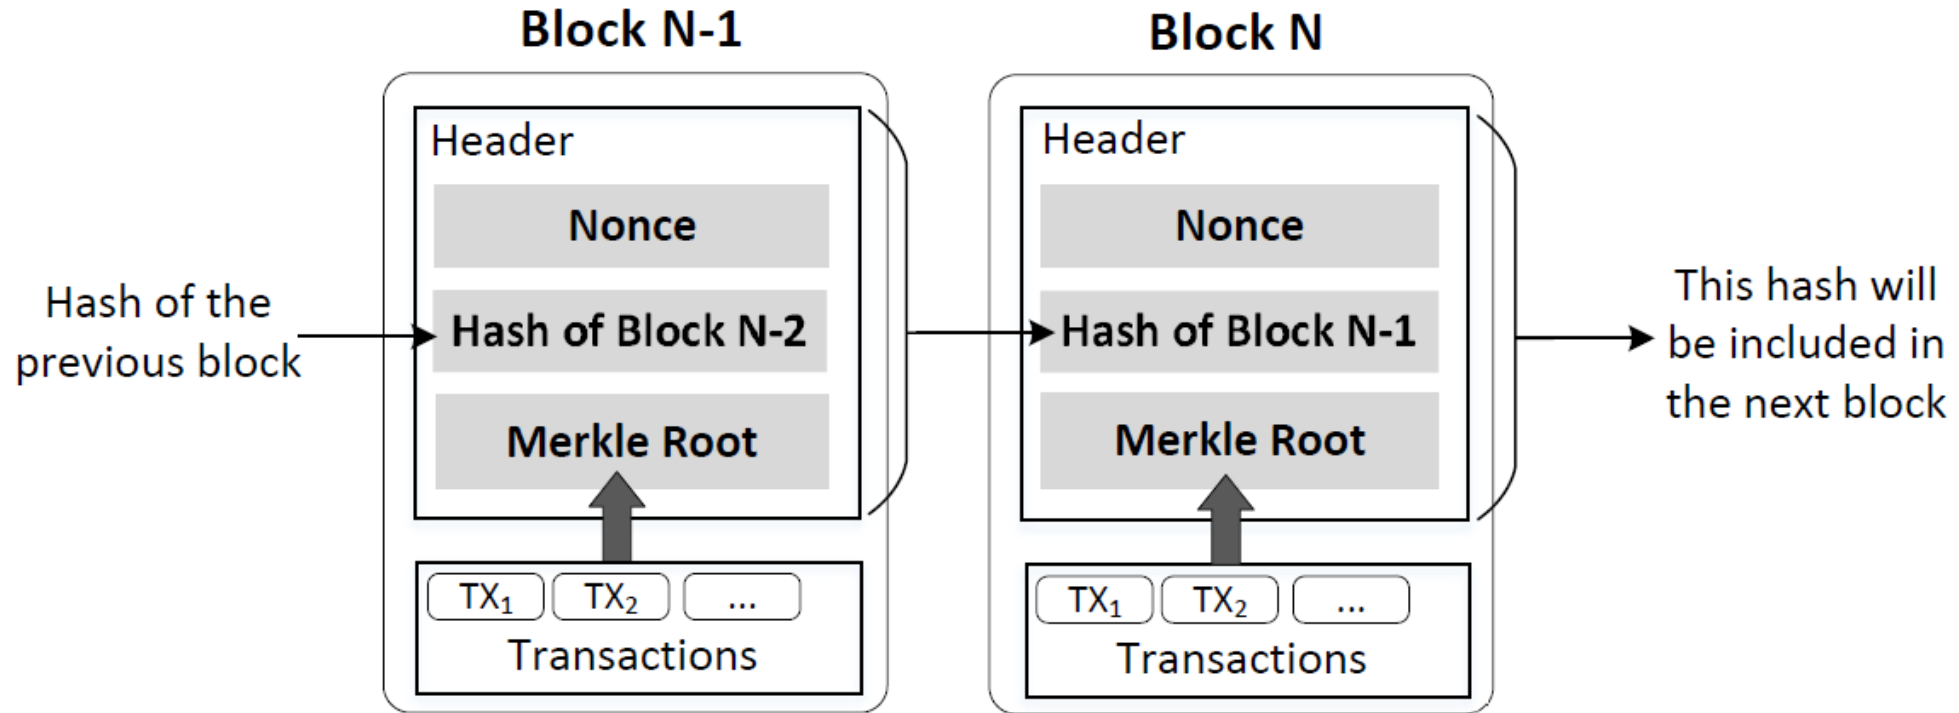 Block N-1
Header
Nonce
Hash of the
previous block
Hash of Block N-2
Merkle Root
TX₁ TX₂ ...
Transactions
Block N
Header
Nonce
Hash of Block N-1
Merkle Root
TX₁ TX₂ ...
Transactions
This hash will
be included in
the next block